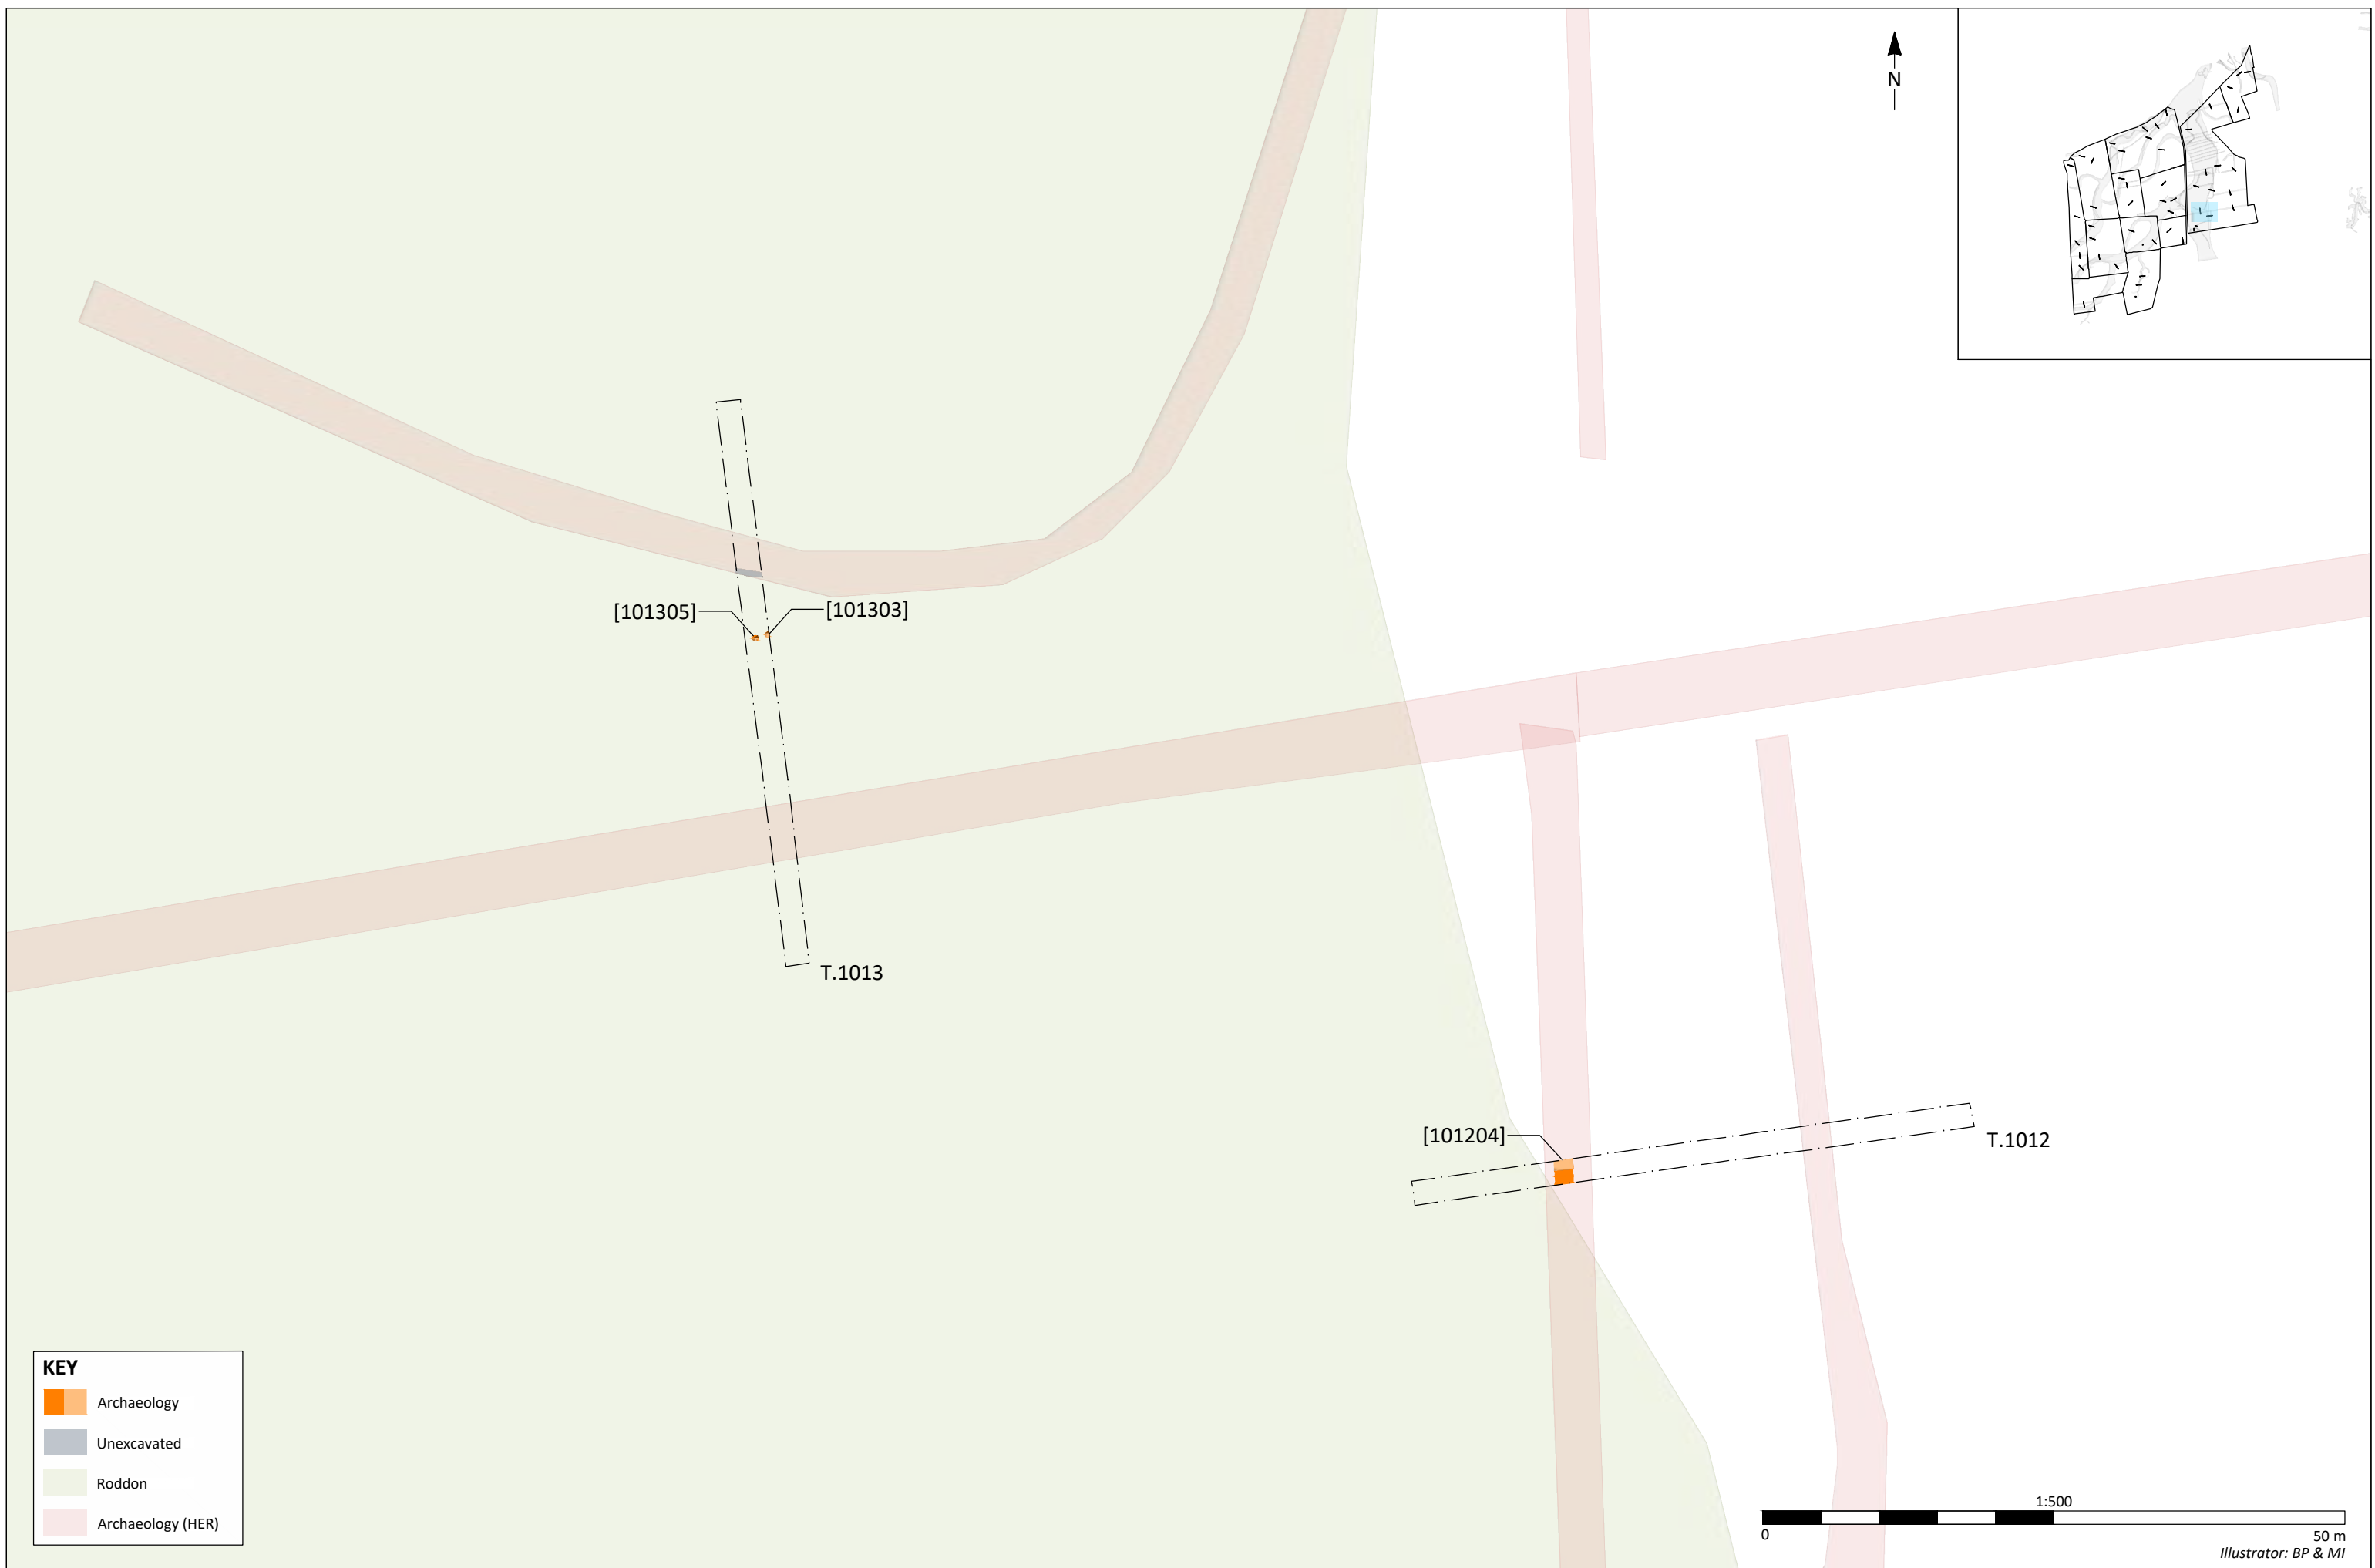 N
[101305]
[101303]
T.1013
[101204]
T.1012
KEY
Archaeology
Unexcavated
Roddon
Archaeology (HER)
1:500
0
50 m
Illustrator: BP & MI